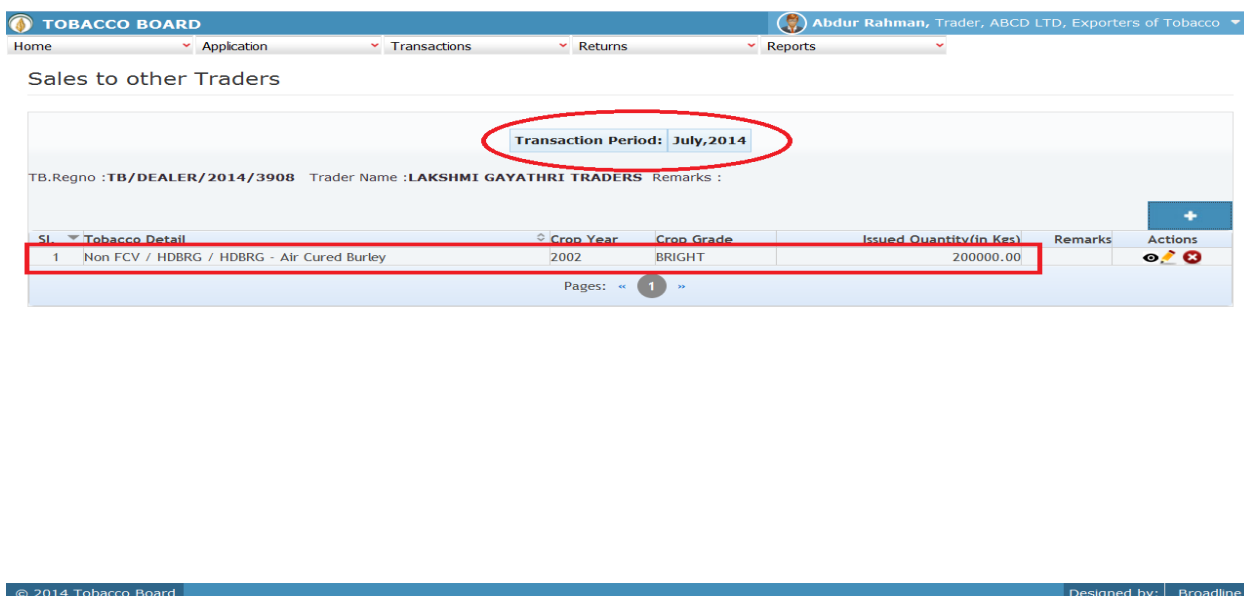 TOBACCO BOARD Abdur Rahman, Trader, ABCD LTD, Exporters of Tobacco
Home Application Transactions Returns Reports
Sales to other Traders
Transaction Period: July,2014
TB.Regno :TB/DEALER/2014/3908 Trader Name :LAKSHMI GAYATHRI TRADERS Remarks :
+
Sl. Tobacco Detail Crop Year Crop Grade Issued Quantity(in Kgs) Remarks Actions
1 Non FCV / HDBRG / HDBRG - Air Cured Burley 2002 BRIGHT 200000.00
Pages: « 1 »
© 2014 Tobacco Board Designed by: Broadline